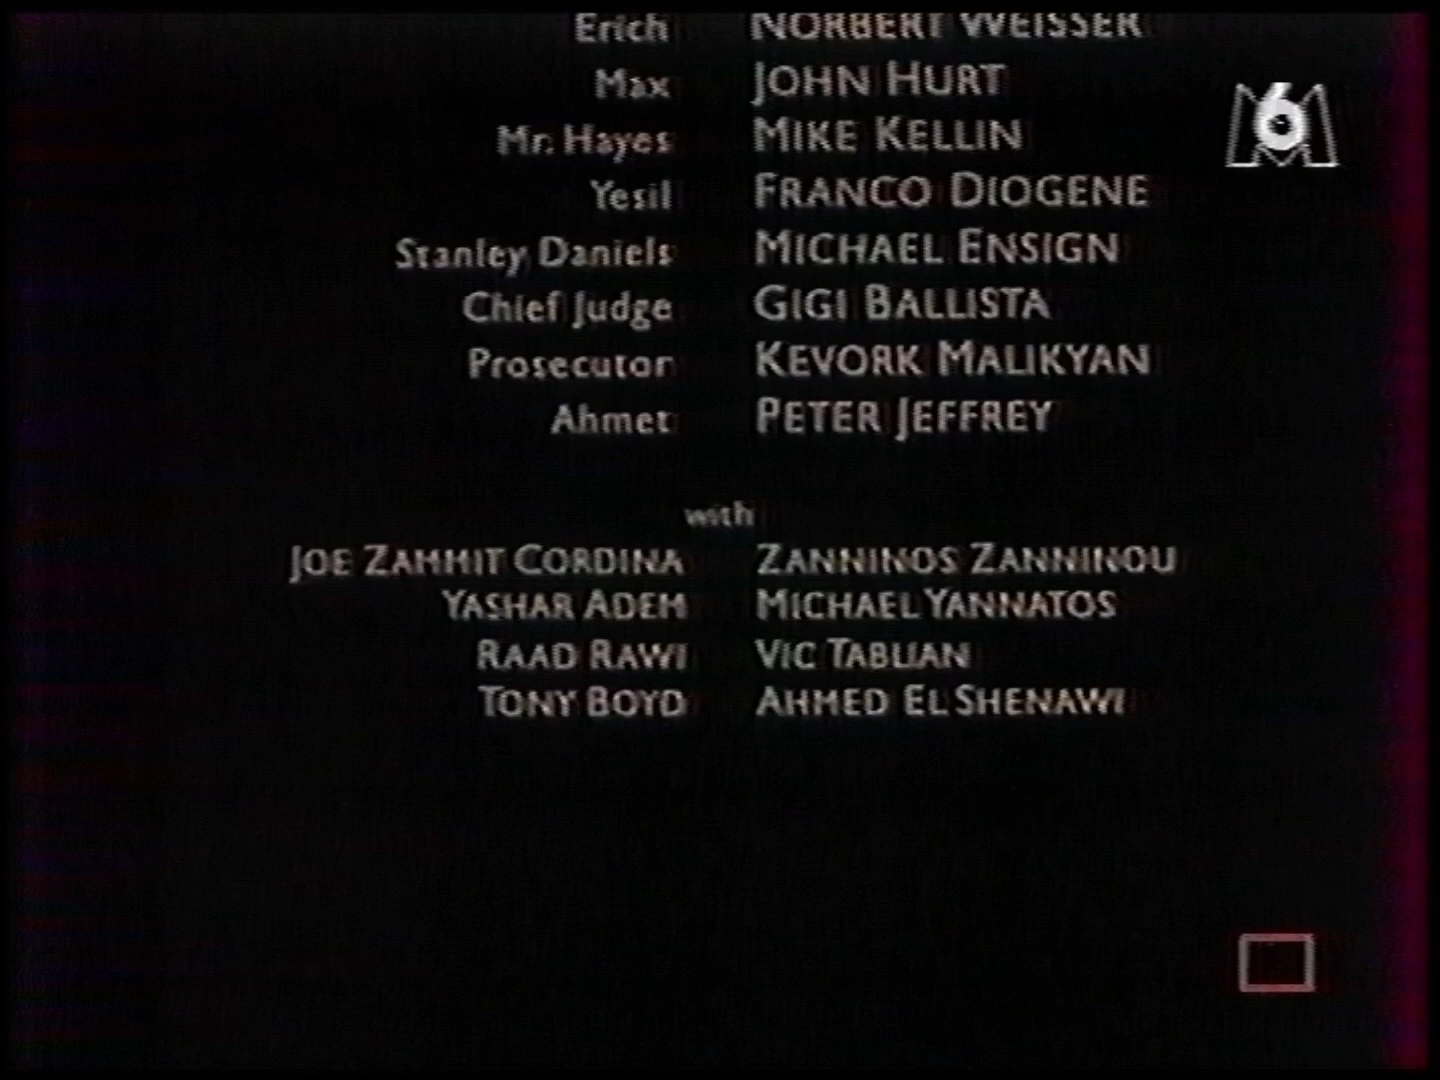 Erich NORBERT WEISSER
Max JOHN HURT
Mr. Hayes MIKE KELLIN
Yesil FRANCO DIOGENE
Stanley Daniels MICHAEL ENSIGN
Chief Judge GIGI BALLISTA
Prosecutor KEVORK MALIKYAN
Ahmet PETER JEFFREY
with
JOE ZAMMIT CORDINA ZANNINOS ZANNINOU
YASHAR ADEM MICHAEL YANNATOS
RAAD RAWI VIC TABLIAN
TONY BOYD AHMED EL SHENAWI
M6